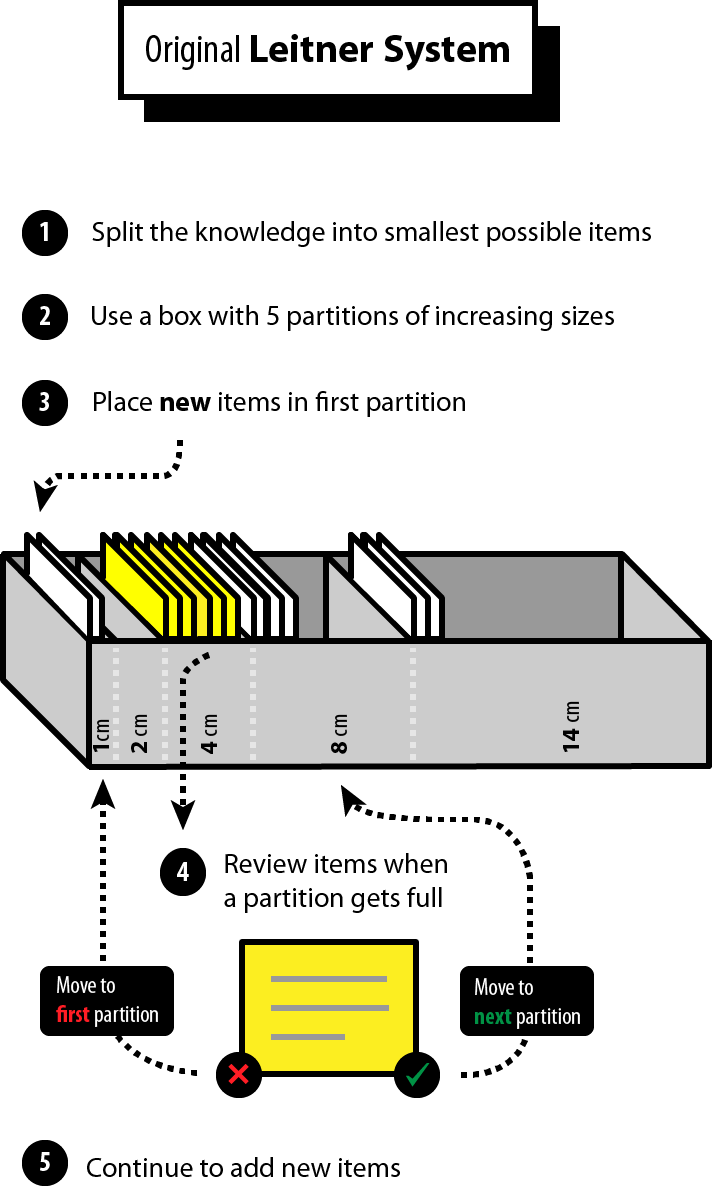 Original Leitner System
1 Split the knowledge into smallest possible items
2 Use a box with 5 partitions of increasing sizes
3 Place new items in first partition
1cm
2 cm
4 cm
8 cm
14 cm
4 Review items when
a partition gets full
Move to
first partition
Move to
next partition
5 Continue to add new items